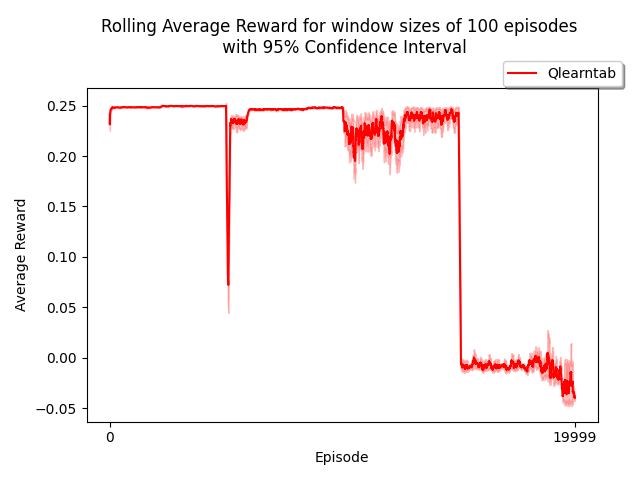 Rolling Average Reward for window sizes of 100 episodes
with 95% Confidence Interval
Qlearntab
0.25
0.20
0.15
0.10
0.05
0.00
−0.05
Average Reward
0
19999
Episode